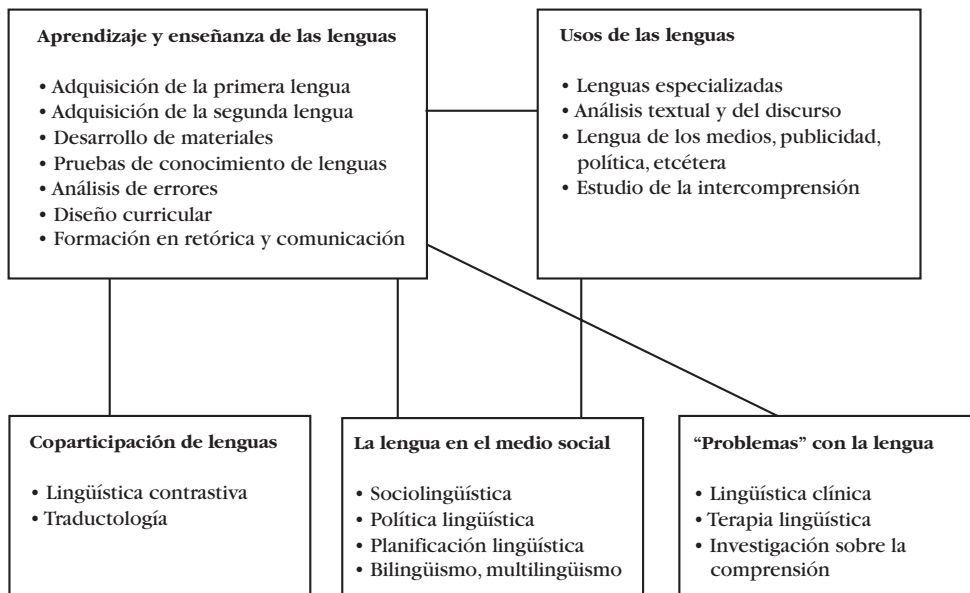 Aprendizaje y enseñanza de las lenguas
• Adquisición de la primera lengua
• Adquisición de la segunda lengua
• Desarrollo de materiales
• Pruebas de conocimiento de lenguas
• Análisis de errores
• Diseño curricular
• Formación en retórica y comunicación
Usos de las lenguas
• Lenguas especializadas
• Análisis textual y del discurso
• Lengua de los medios, publicidad,
política, etcétera
• Estudio de la intercomprensión
Coparticipación de lenguas
• Lingüística contrastiva
• Traductología
La lengua en el medio social
• Sociolingüística
• Política lingüística
• Planificación lingüística
• Bilingüismo, multilingüismo
“Problemas” con la lengua
• Lingüística clínica
• Terapia lingüística
• Investigación sobre la
comprensión